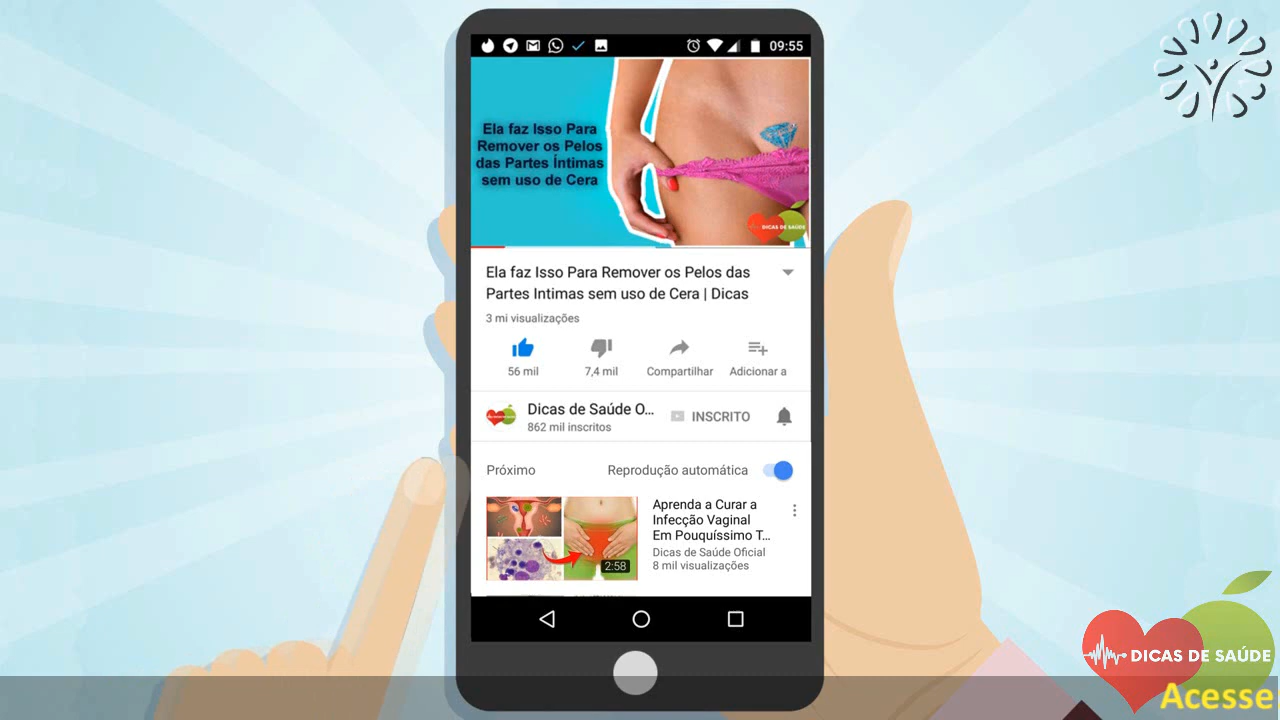 09:55
Ela faz Isso Para
Remover os Pelos
das Partes Íntimas
sem uso de Cera
DICAS DE SAÚDE
Ela faz Isso Para Remover os Pelos das
Partes Intimas sem uso de Cera | Dicas
3 mi visualizações
56 mil
7,4 mil
Compartilhar
Adicionar a
Dicas de Saúde O...
INSCRITO
862 mil inscritos
Próximo
Reprodução automática
2:58
Aprenda a Curar a
Infecção Vaginal
Em Pouquíssimo T...
Dicas de Saúde Oficial
8 mil visualizações
DICAS DE SAÚDE
Acesse